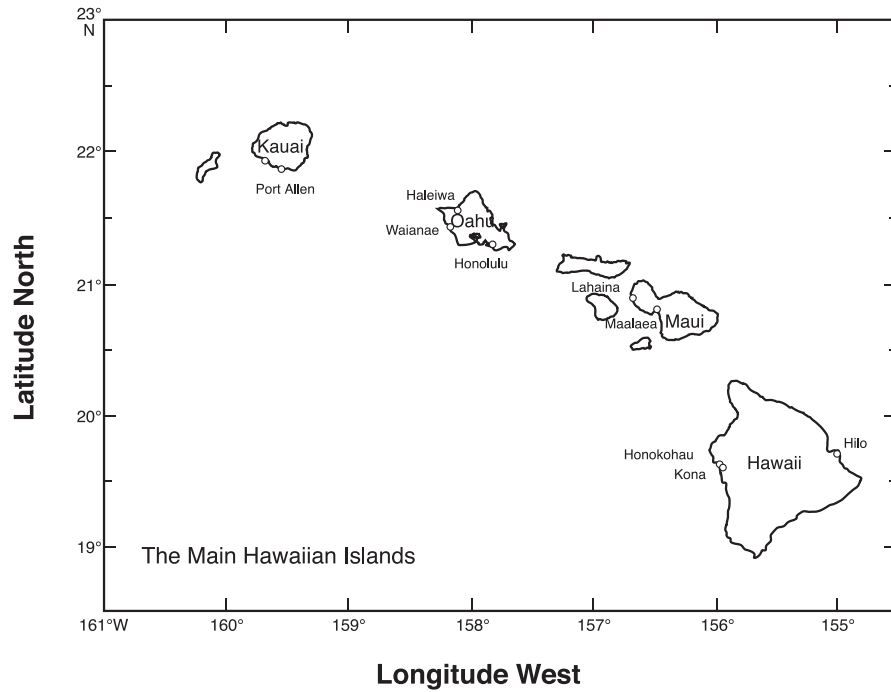 23°
N
22°
21°
20°
19°
Latitude North
Kauai
Port Allen
Haleiwa
Oahu
Waianae
Honolulu
Lahaina
Maalaea
Maui
Honokohau
Kona
Hawaii
Hilo
The Main Hawaiian Islands
161°W
160°
159°
158°
157°
156°
155°
Longitude West